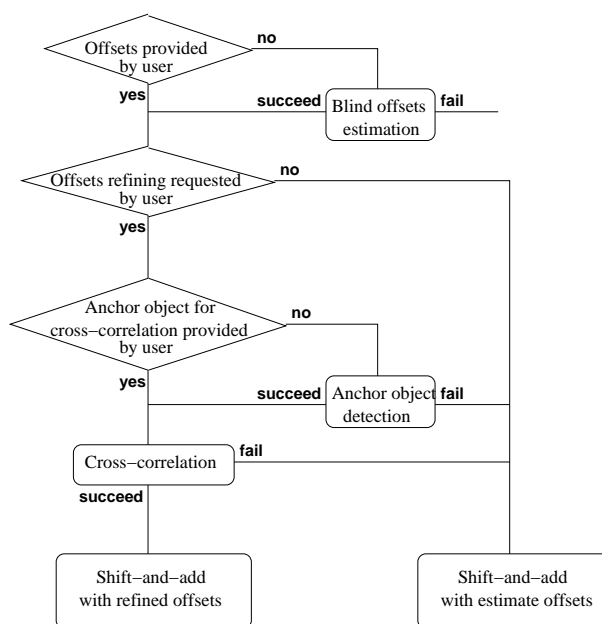 Offsets provided
by user
no
yes
succeed
Blind offsets
estimation
fail
Offsets refining requested
by user
no
yes
Anchor object for
cross−correlation provided
by user
no
yes
succeed
Anchor object
detection
fail
Cross−correlation
fail
succeed
Shift−and−add
with refined offsets
Shift−and−add
with estimate offsets